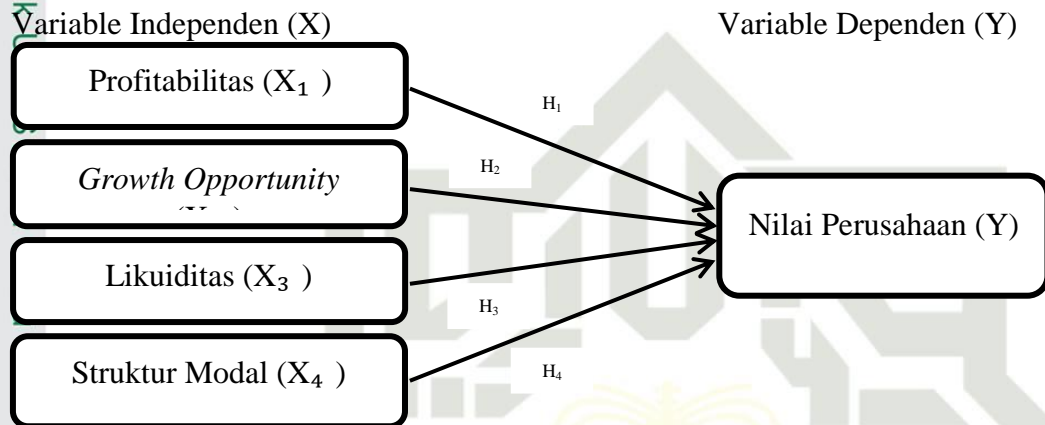 Variable Independen (X)
Variable Dependen (Y)
Profitabilitas (X₁ )
H₁
Growth Opportunity
H₂
Nilai Perusahaan (Y)
Likuiditas (X₃ )
H₃
Struktur Modal (X₄ )
H₄